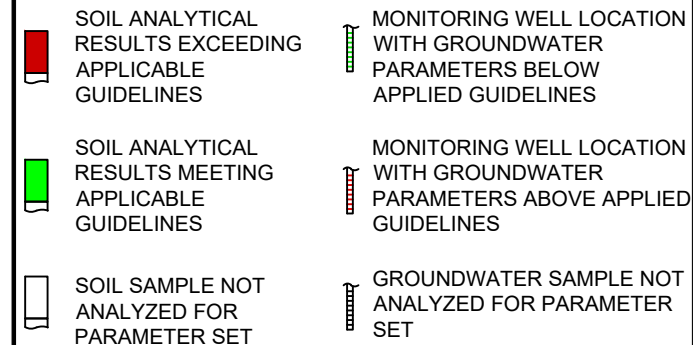 SOIL ANALYTICAL
RESULTS EXCEEDING
APPLICABLE
GUIDELINES
SOIL ANALYTICAL
RESULTS MEETING
APPLICABLE
GUIDELINES
SOIL SAMPLE NOT
ANALYZED FOR
PARAMETER SET
MONITORING WELL LOCATION
WITH GROUNDWATER
PARAMETERS BELOW
APPLIED GUIDELINES
MONITORING WELL LOCATION
WITH GROUNDWATER
PARAMETERS ABOVE APPLIED
GUIDELINES
GROUNDWATER SAMPLE NOT
ANALYZED FOR PARAMETER
SET